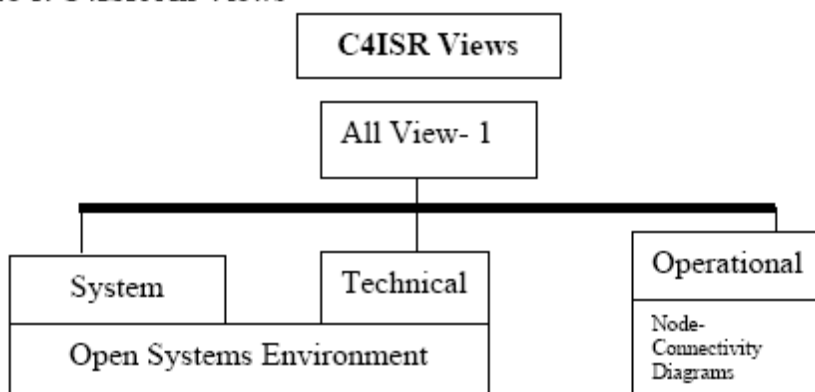 C4ISR Views
All View- 1
System
Technical
Operational
Open Systems Environment
Node-
Connectivity
Diagrams